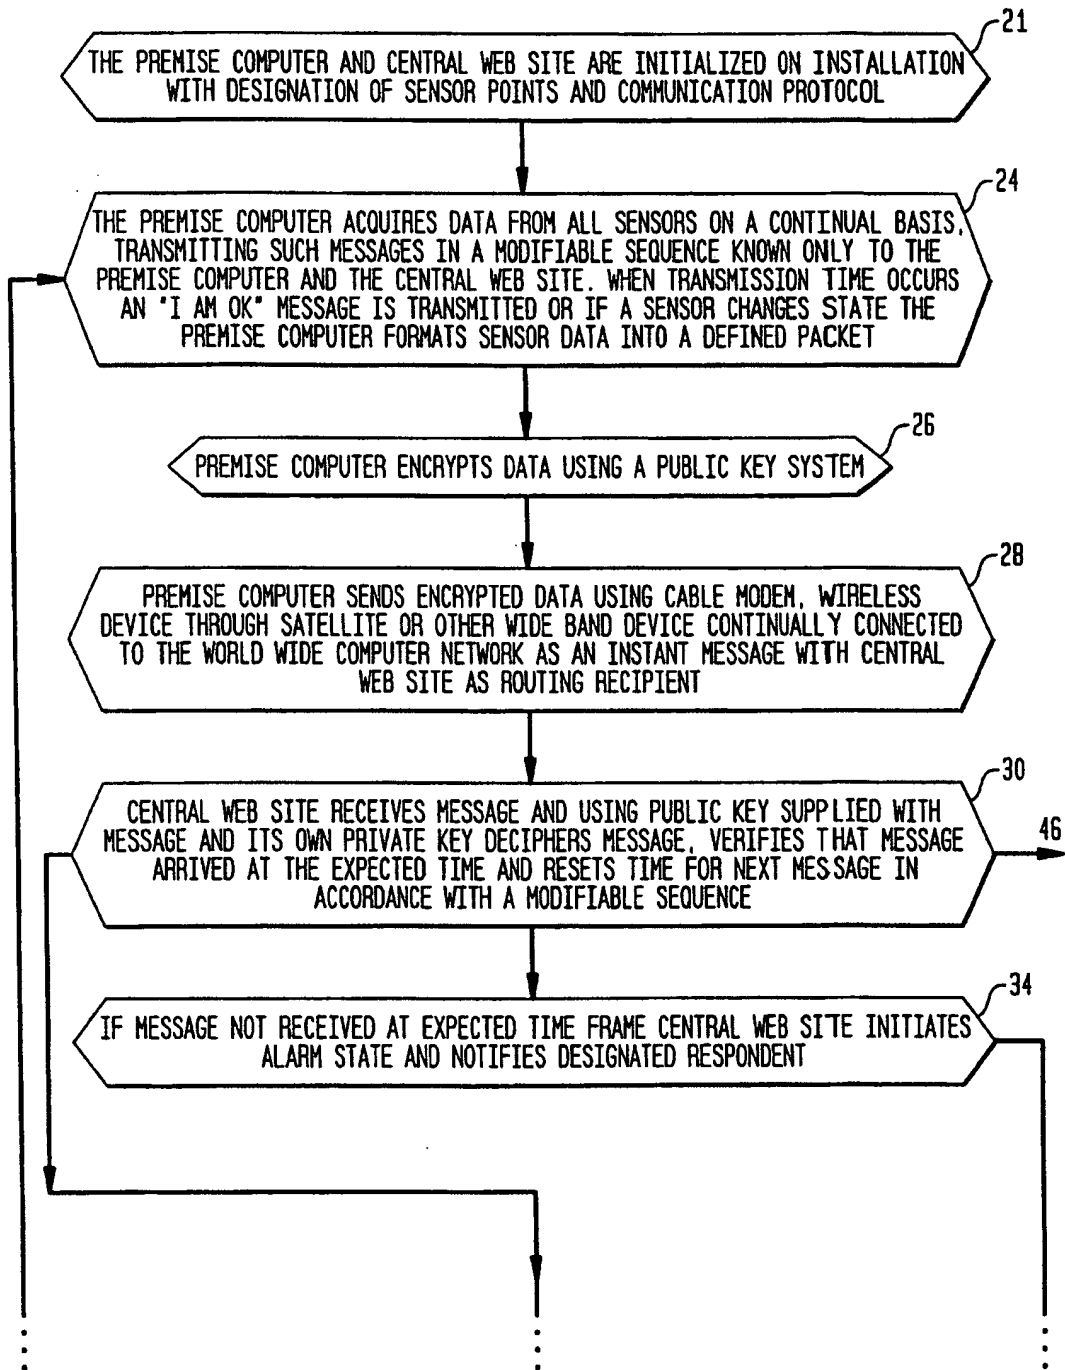 21
THE PREMISE COMPUTER AND CENTRAL WEB SITE ARE INITIALIZED ON INSTALLATION
WITH DESIGNATION OF SENSOR POINTS AND COMMUNICATION PROTOCOL
24
THE PREMISE COMPUTER ACQUIRES DATA FROM ALL SENSORS ON A CONTINUAL BASIS,
TRANSMITTING SUCH MESSAGES IN A MODIFIABLE SEQUENCE KNOWN ONLY TO THE
PREMISE COMPUTER AND THE CENTRAL WEB SITE. WHEN TRANSMISSION TIME OCCURS
AN "I AM OK" MESSAGE IS TRANSMITTED OR IF A SENSOR CHANGES STATE THE
PREMISE COMPUTER FORMATS SENSOR DATA INTO A DEFINED PACKET
26
PREMISE COMPUTER ENCRYPTS DATA USING A PUBLIC KEY SYSTEM
28
PREMISE COMPUTER SENDS ENCRYPTED DATA USING CABLE MODEM, WIRELESS
DEVICE THROUGH SATELLITE OR OTHER WIDE BAND DEVICE CONTINUALLY CONNECTED
TO THE WORLD WIDE COMPUTER NETWORK AS AN INSTANT MESSAGE WITH CENTRAL
WEB SITE AS ROUTING RECIPIENT
30
CENTRAL WEB SITE RECEIVES MESSAGE AND USING PUBLIC KEY SUPPLIED WITH
MESSAGE AND ITS OWN PRIVATE KEY DECIPHERS MESSAGE, VERIFIES THAT MESSAGE
ARRIVED AT THE EXPECTED TIME AND RESETS TIME FOR NEXT MESSAGE IN
ACCORDANCE WITH A MODIFIABLE SEQUENCE
46
34
IF MESSAGE NOT RECEIVED AT EXPECTED TIME FRAME CENTRAL WEB SITE INITIATES
ALARM STATE AND NOTIFIES DESIGNATED RESPONDENT